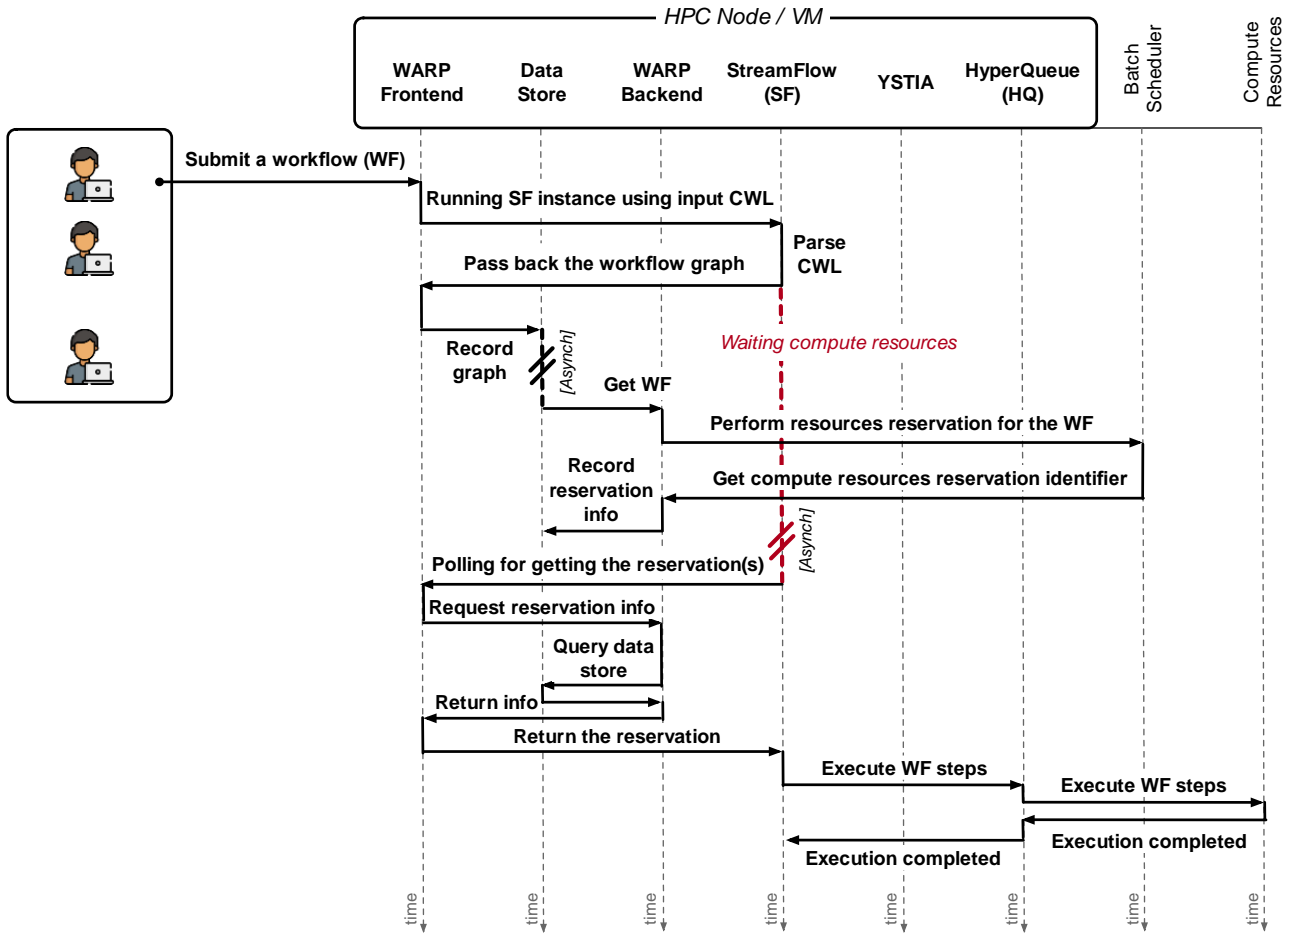 HPC Node / VM
WARP
Frontend
Data
Store
WARP
Backend
StreamFlow
(SF)
YSTIA
HyperQueue
(HQ)
Batch
Scheduler
Compute
Resources
Submit a workflow (WF)
Running SF instance using input CWL
Parse
CWL
Pass back the workflow graph
Waiting compute resources
Record
graph
[Asynch]
Get WF
Perform resources reservation for the WF
Record
reservation
info
Get compute resources reservation identifier
[Asynch]
Polling for getting the reservation(s)
Request reservation info
Query data
store
Return info
Return the reservation
Execute WF steps
Execute WF steps
Execution completed
Execution completed
time
time
time
time
time
time
time
time